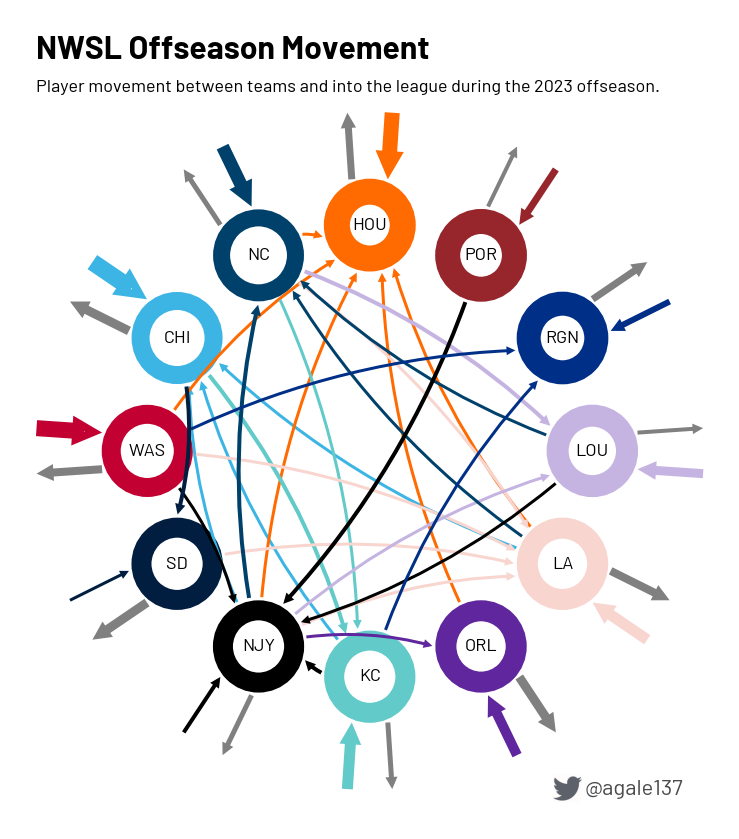 NWSL Offseason Movement
Player movement between teams and into the league during the 2023 offseason.
HOU
NC
POR
CHI
RGN
WAS
LOU
SD
LA
NJY
ORL
KC
@agale137